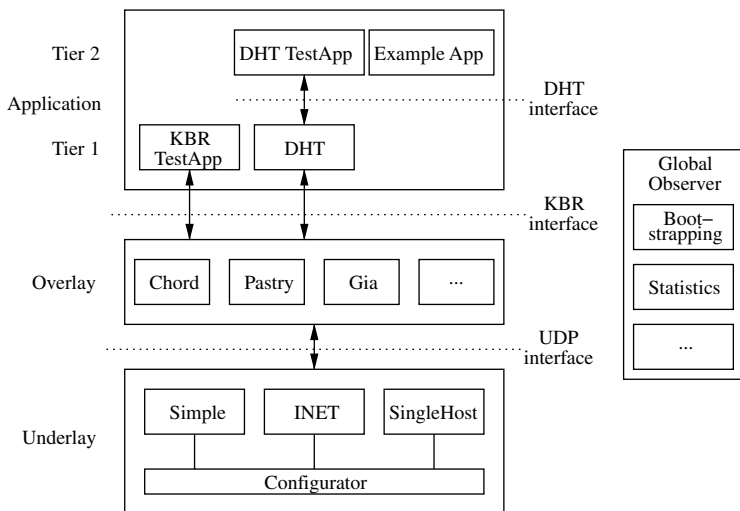 Tier 2
DHT TestApp
Example App
Application
DHT
interface
Tier 1
KBR
TestApp
DHT
KBR
interface
Overlay
Chord
Pastry
Gia
...
UDP
interface
Underlay
Simple
INET
SingleHost
Configurator
Global
Observer
Boot−
strapping
Statistics
...